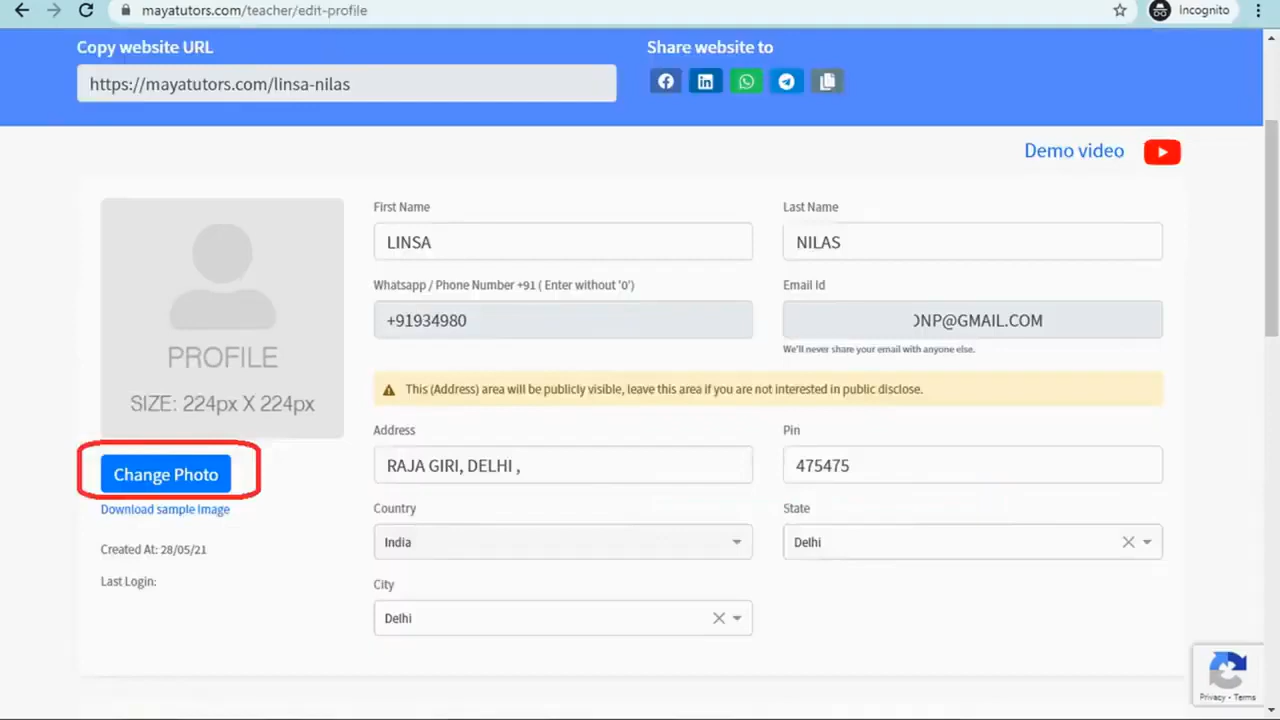 mayatutors.com/teacher/edit-profile
Incognito
Copy website URL
https://mayatutors.com/linsa-nilas
Share website to
Demo video
PROFILE
SIZE: 224px X 224px
Change Photo
Download sample Image
Created At: 28/05/21
Last Login:
First Name
LINSA
Last Name
NILAS
Whatsapp / Phone Number +91 ( Enter without '0')
+91934980
Email Id
NP@GMAIL.COM
We'll never share your email with anyone else.
This (Address) area will be publicly visible, leave this area if you are not interested in public disclose.
Address
RAJA GIRI, DELHI ,
Pin
475475
Country
India
State
Delhi
City
Delhi
Privacy - Terms